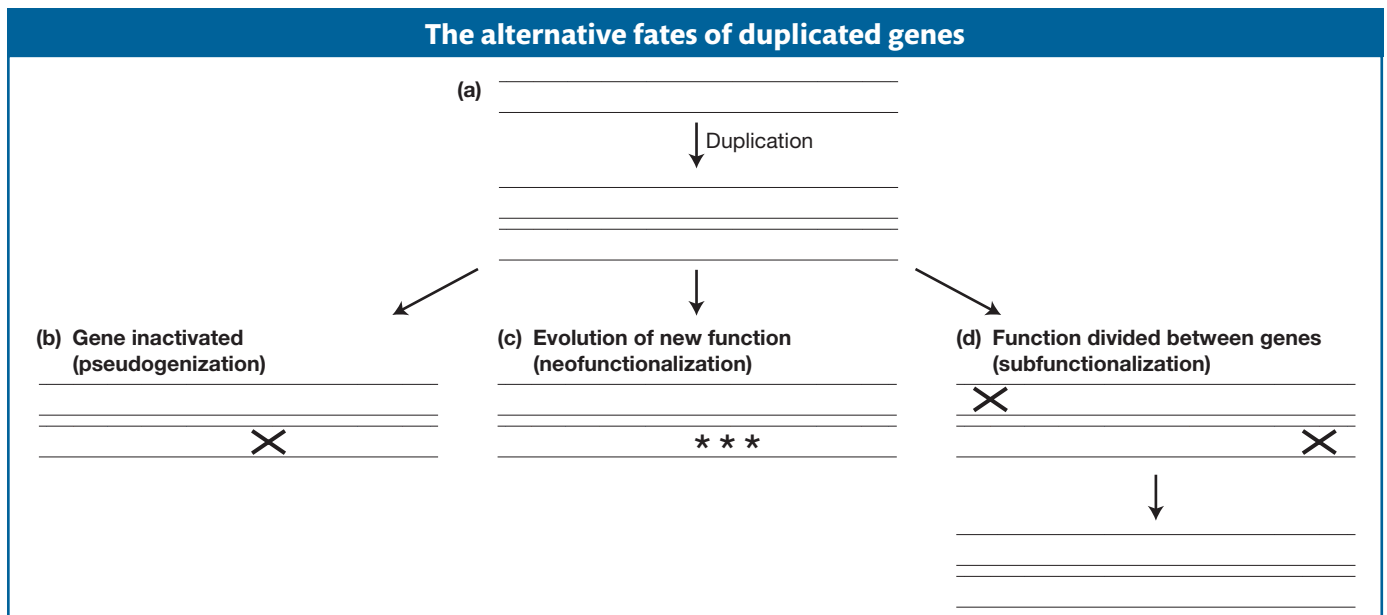 The alternative fates of duplicated genes
(a)
Duplication
(b) Gene inactivated
(pseudogenization)
(c) Evolution of new function
(neofunctionalization)
(d) Function divided between genes
(subfunctionalization)
* * *